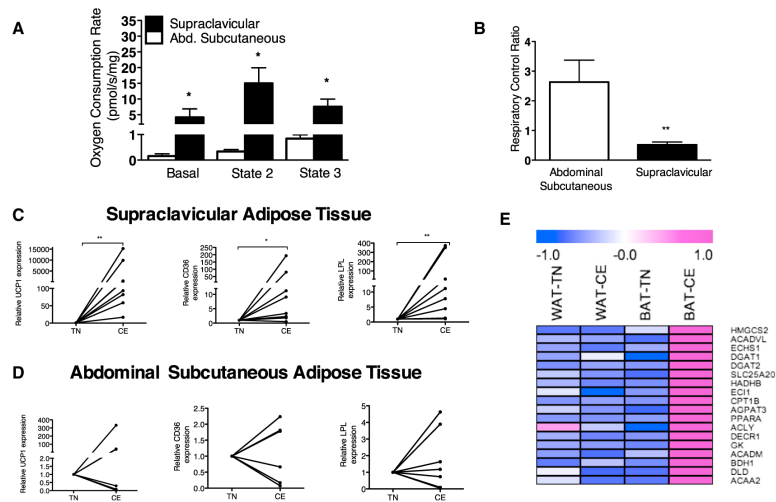 A
Oxygen Consumption Rate
(pmol/s/mg)
35
30
25
20
15
10
5
1
0
Supraclavicular
Abd. Subcutaneous
*
*
*
Basal
State 2
State 3
B
Respiratory Control Ratio
4
3
2
1
0
**
Abdominal
Subcutaneous
Supraclavicular
C
Supraclavicular Adipose Tissue
Relative UCP1 expression
15000
10000
5000
100
50
0
**
TN
CE
Relative CD36
expression
250
200
150
100
50
10
5
0
*
TN
CE
Relative LPL
expression
400
300
200
100
10
5
0
**
TN
CE
D
Abdominal Subcutaneous Adipose Tissue
Relative UCP1 expression
400
300
200
100
2.0
1.5
1.0
0.5
0.0
TN
CE
Relative CD36
expression
2.5
2.0
1.5
1.0
0.5
0.0
TN
CE
Relative LPL
expression
5
4
3
2
1
0
TN
CE
E
-1.0
-0.0
1.0
WAT-TN
WAT-CE
BAT-TN
BAT-CE
HMGCS2
ACADVL
ECHS1
DGAT1
DGAT2
SLC25A20
HADHB
ECI1
CPT1B
AGPAT3
PPARA
ACLY
DECR1
GK
ACADM
BDH1
DLD
ACAA2